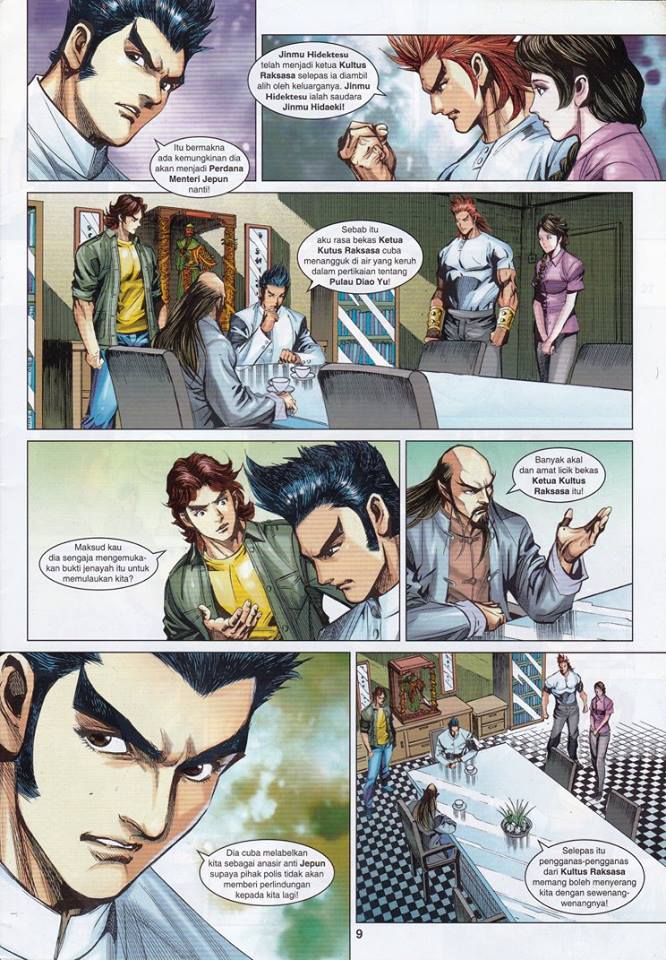 Itu bermakna
ada kemungkinan dia
akan menjadi Perdana
Menteri Jepun
nanti!
Jinmu Hidektesu
telah menjadi ketua Kultus
Raksasa selepas ia diambil
alih oleh keluarganya. Jinmu
Hidektesu ialah saudara
Jinmu Hidaeki!
Sebab itu
aku rasa bekas Ketua
Kutus Raksasa cuba
menangguk di air yang keruh
dalam pertikaian tentang
Pulau Diao Yu!
Maksud kau
dia sengaja mengemuka-
kan bukti jenayah itu untuk
memulaukan kita?
Banyak akal
dan amat licik bekas
Ketua Kultus
Raksasa itu!
Dia cuba melabelkan
kita sebagai anasir anti Jepun
supaya pihak polis tidak akan
memberi perlindungan
kepada kita lagi!
Selepas itu
pengganas-pengganas
dari Kultus Raksasa
memang boleh menyerang
kita dengan sewenang-
wenangnya!
9